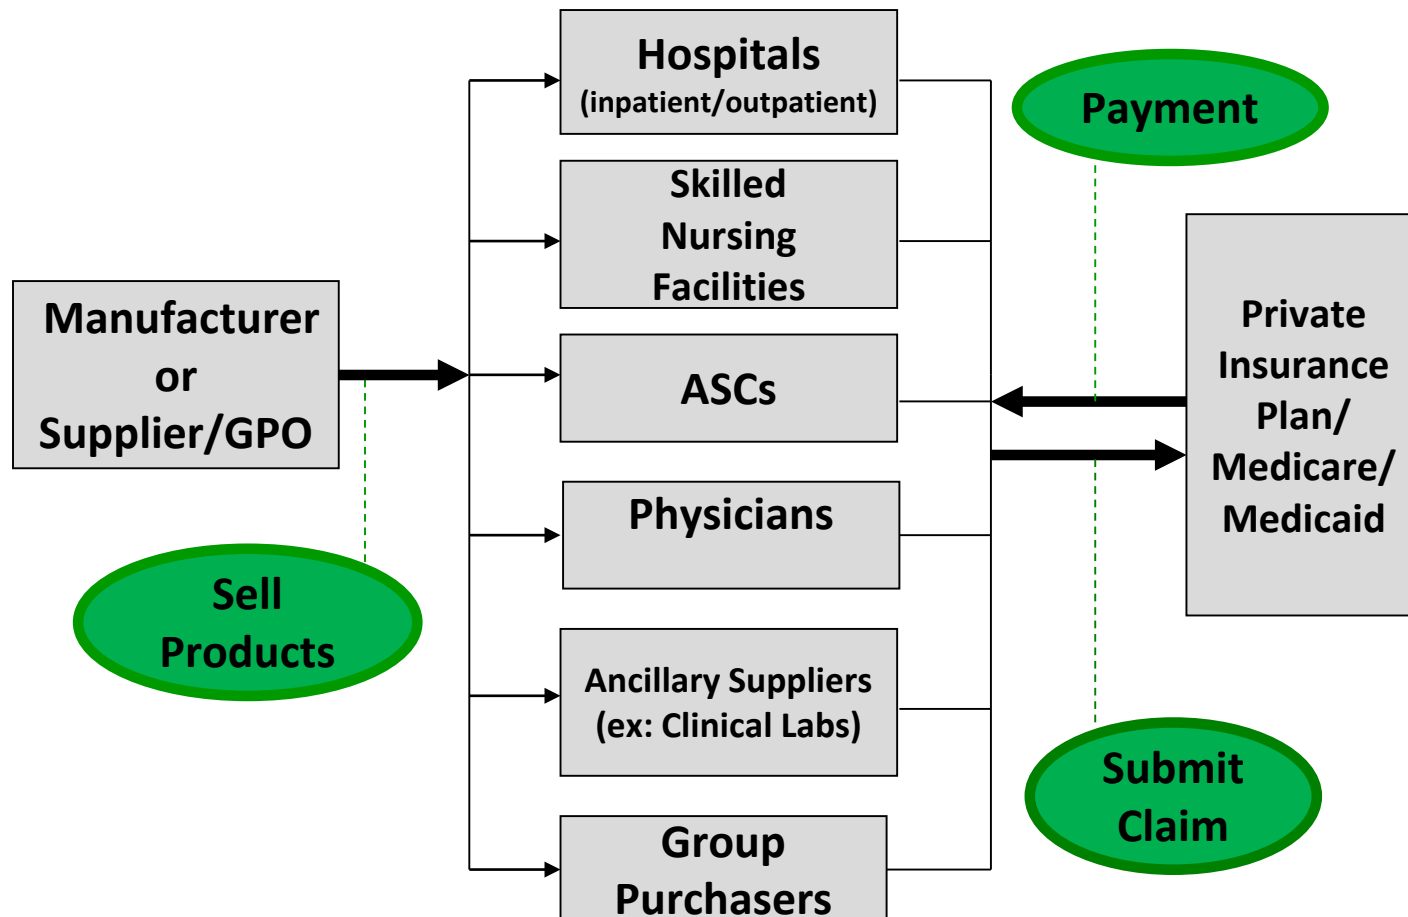 Hospitals
(inpatient/outpatient)
Payment
Skilled
Nursing
Facilities
Manufacturer
or
Supplier/GPO
ASCs
Private
Insurance
Plan/
Medicare/
Medicaid
Physicians
Sell
Products
Ancillary Suppliers
(ex: Clinical Labs)
Submit
Claim
Group
Purchasers